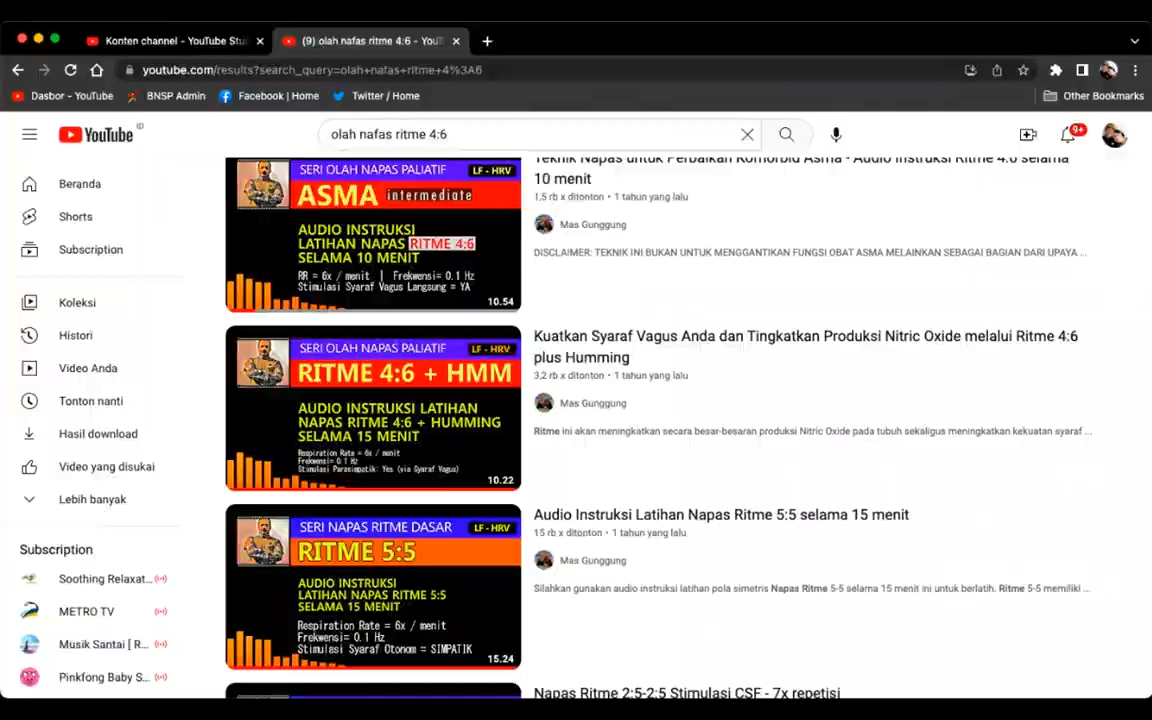 Konten channel - YouTube Stu
(9) olah nafas ritme 4:6 - YouT
youtube.com/results?search_query=olah+nafas+ritme+4%3A6
Dasbor - YouTube
BNSP Admin
Facebook | Home
Twitter / Home
Other Bookmarks
YouTube ID
olah nafas ritme 4:6
9+
Beranda
Shorts
Subscription
Koleksi
Histori
Video Anda
Tonton nanti
Hasil download
Video yang disukai
Lebih banyak
Subscription
Soothing Relaxat...
METRO TV
Musik Santai [ R...
Pinkfong Baby S...
SERI OLAH NAPAS PALIATIF
LF - HRV
ASMA intermediate
AUDIO INSTRUKSI
LATIHAN NAPAS RITME 4:6
SELAMA 10 MENIT
RR = 6x / menit | Frekwensi= 0.1 Hz
Stimulasi Syaraf Vagus Langsung = YA
10.54
Teknik Napas untuk Perbaikan Komorbid Asma - Audio Instruksi Ritme 4:6 selama
10 menit
1,5 rb x ditonton • 1 tahun yang lalu
Mas Gunggung
DISCLAIMER: TEKNIK INI BUKAN UNTUK MENGGANTIKAN FUNGSI OBAT ASMA MELAINKAN SEBAGAI BAGIAN DARI UPAYA ...
SERI OLAH NAPAS PALIATIF
LF - HRV
RITME 4:6 + HMM
AUDIO INSTRUKSI LATIHAN
NAPAS RITME 4:6 + HUMMING
SELAMA 15 MENIT
Respiration Rate = 6x / menit
Frekwensi= 0.1 Hz
Stimulasi Parasimpatik: Yes (via Syaraf Vagus)
10.22
Kuatkan Syaraf Vagus Anda dan Tingkatkan Produksi Nitric Oxide melalui Ritme 4:6
plus Humming
3,2 rb x ditonton • 1 tahun yang lalu
Mas Gunggung
Ritme ini akan meningkatkan secara besar-besaran produksi Nitric Oxide pada tubuh sekaligus meningkatkan kekuatan syaraf ...
SERI NAPAS RITME DASAR
LF - HRV
RITME 5:5
AUDIO INSTRUKSI
LATIHAN NAPAS RITME 5:5
SELAMA 15 MENIT
Respiration Rate = 6x / menit
Frekwensi= 0.1 Hz
Stimulasi Syaraf Otonom = SIMPATIK
15.24
Audio Instruksi Latihan Napas Ritme 5:5 selama 15 menit
15 rb x ditonton • 1 tahun yang lalu
Mas Gunggung
Silahkan gunakan audio instruksi latihan pola simetris Napas Ritme 5-5 selama 15 menit ini untuk berlatih. Ritme 5-5 memiliki ...
Napas Ritme 2:5-2:5 Stimulasi CSF - 7x repetisi